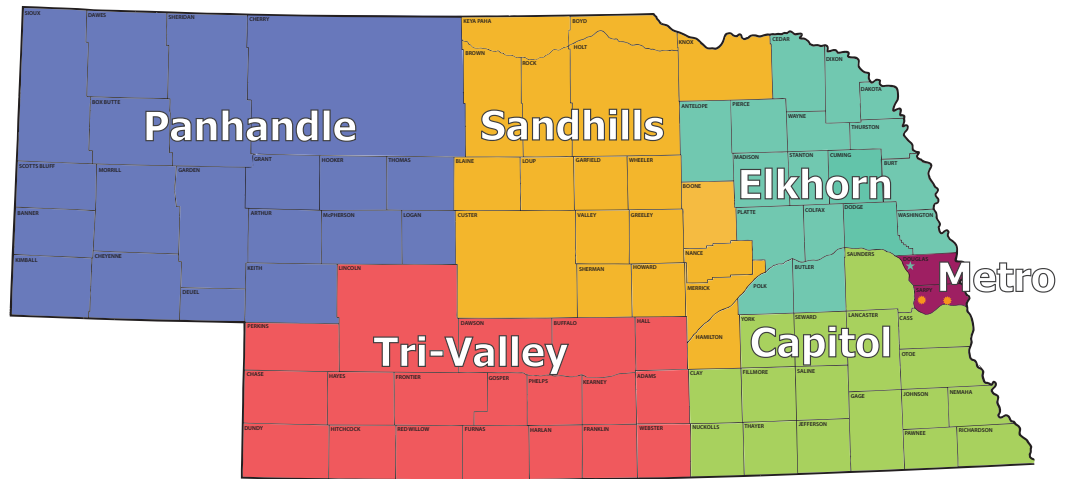 SIOUX
DAWES
SHERIDAN
CHERRY
KEYA PAHA
BOYD
HOLT
BROWN
ROCK
KNOX
CEDAR
DIXON
DAKOTA
BOX BUTTE
ANTELOPE
PIERCE
WAYNE
THURSTON
Panhandle
Sandhills
SCOTTS BLUFF
MORRILL
GARDEN
GRANT
HOOKER
THOMAS
BLAINE
LOUP
GARFIELD
WHEELER
MADISON
STANTON
CUMING
BURT
BOONE
Elkhorn
BANNER
ARTHUR
McPHERSON
LOGAN
CUSTER
VALLEY
GREELEY
PLATTE
COLFAX
DODGE
WASHINGTON
KIMBALL
CHEYENNE
KEITH
LINCOLN
SHERMAN
HOWARD
NANCE
MERRICK
POLK
BUTLER
SAUNDERS
DOUGLAS
SARPY
Metro
DEUEL
PERKINS
DAWSON
BUFFALO
HALL
HAMILTON
YORK
SEWARD
LANCASTER
CASS
OTOE
Tri-Valley
Capitol
CHASE
HAYES
FRONTIER
GOSPER
PHELPS
KEARNEY
ADAMS
CLAY
FILLMORE
SALINE
GAGE
JOHNSON
NEMAHA
DUNDY
HITCHCOCK
RED WILLOW
FURNAS
HARLAN
FRANKLIN
WEBSTER
NUCKOLLS
THAYER
JEFFERSON
PAWNEE
RICHARDSON